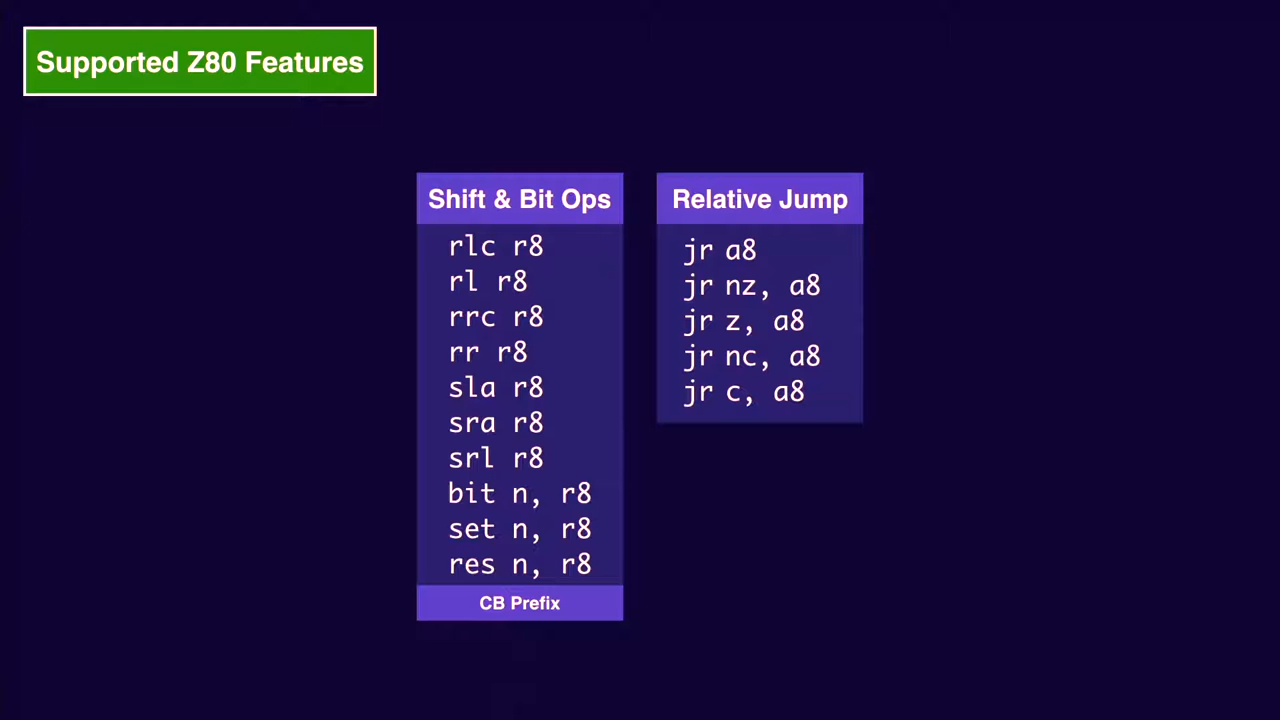 Supported Z80 Features
Shift & Bit Ops
rlc r8
rl r8
rrc r8
rr r8
sla r8
sra r8
srl r8
bit n, r8
set n, r8
res n, r8
CB Prefix
Relative Jump
jr a8
jr nz, a8
jr z, a8
jr nc, a8
jr c, a8